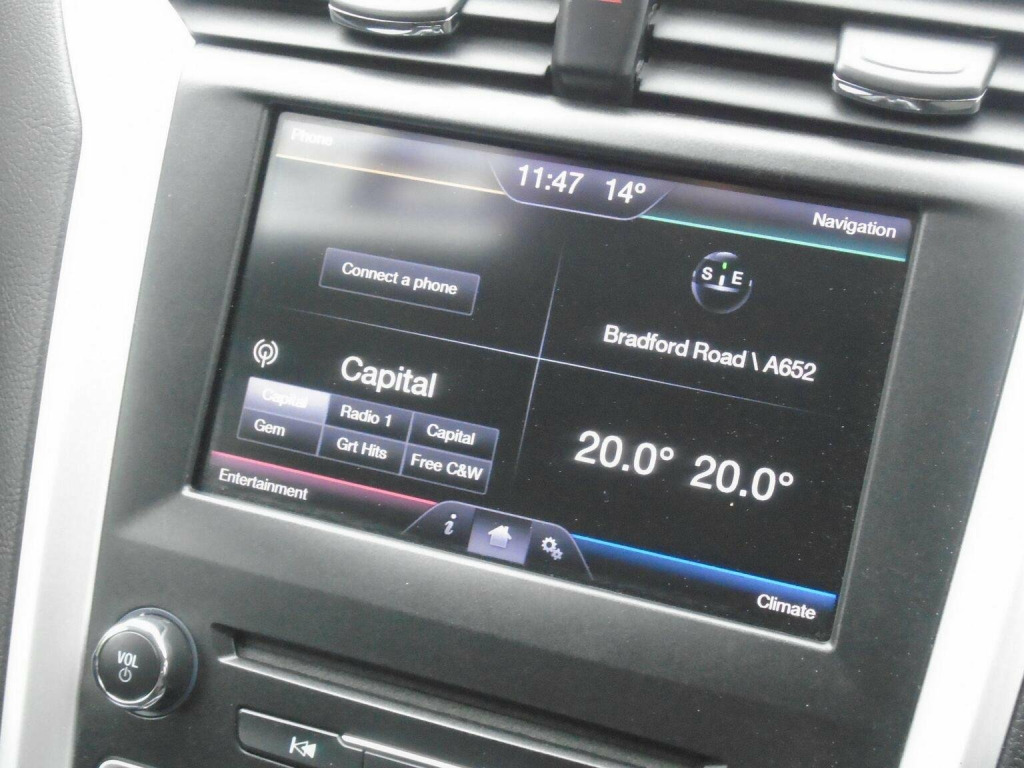 Phone
11:47 14°
Navigation
Connect a phone
S E
Bradford Road \ A652
Capital
Capital Radio 1 Capital
Gem Grt Hits Free C&W
20.0° 20.0°
Entertainment
i
Climate
VOL